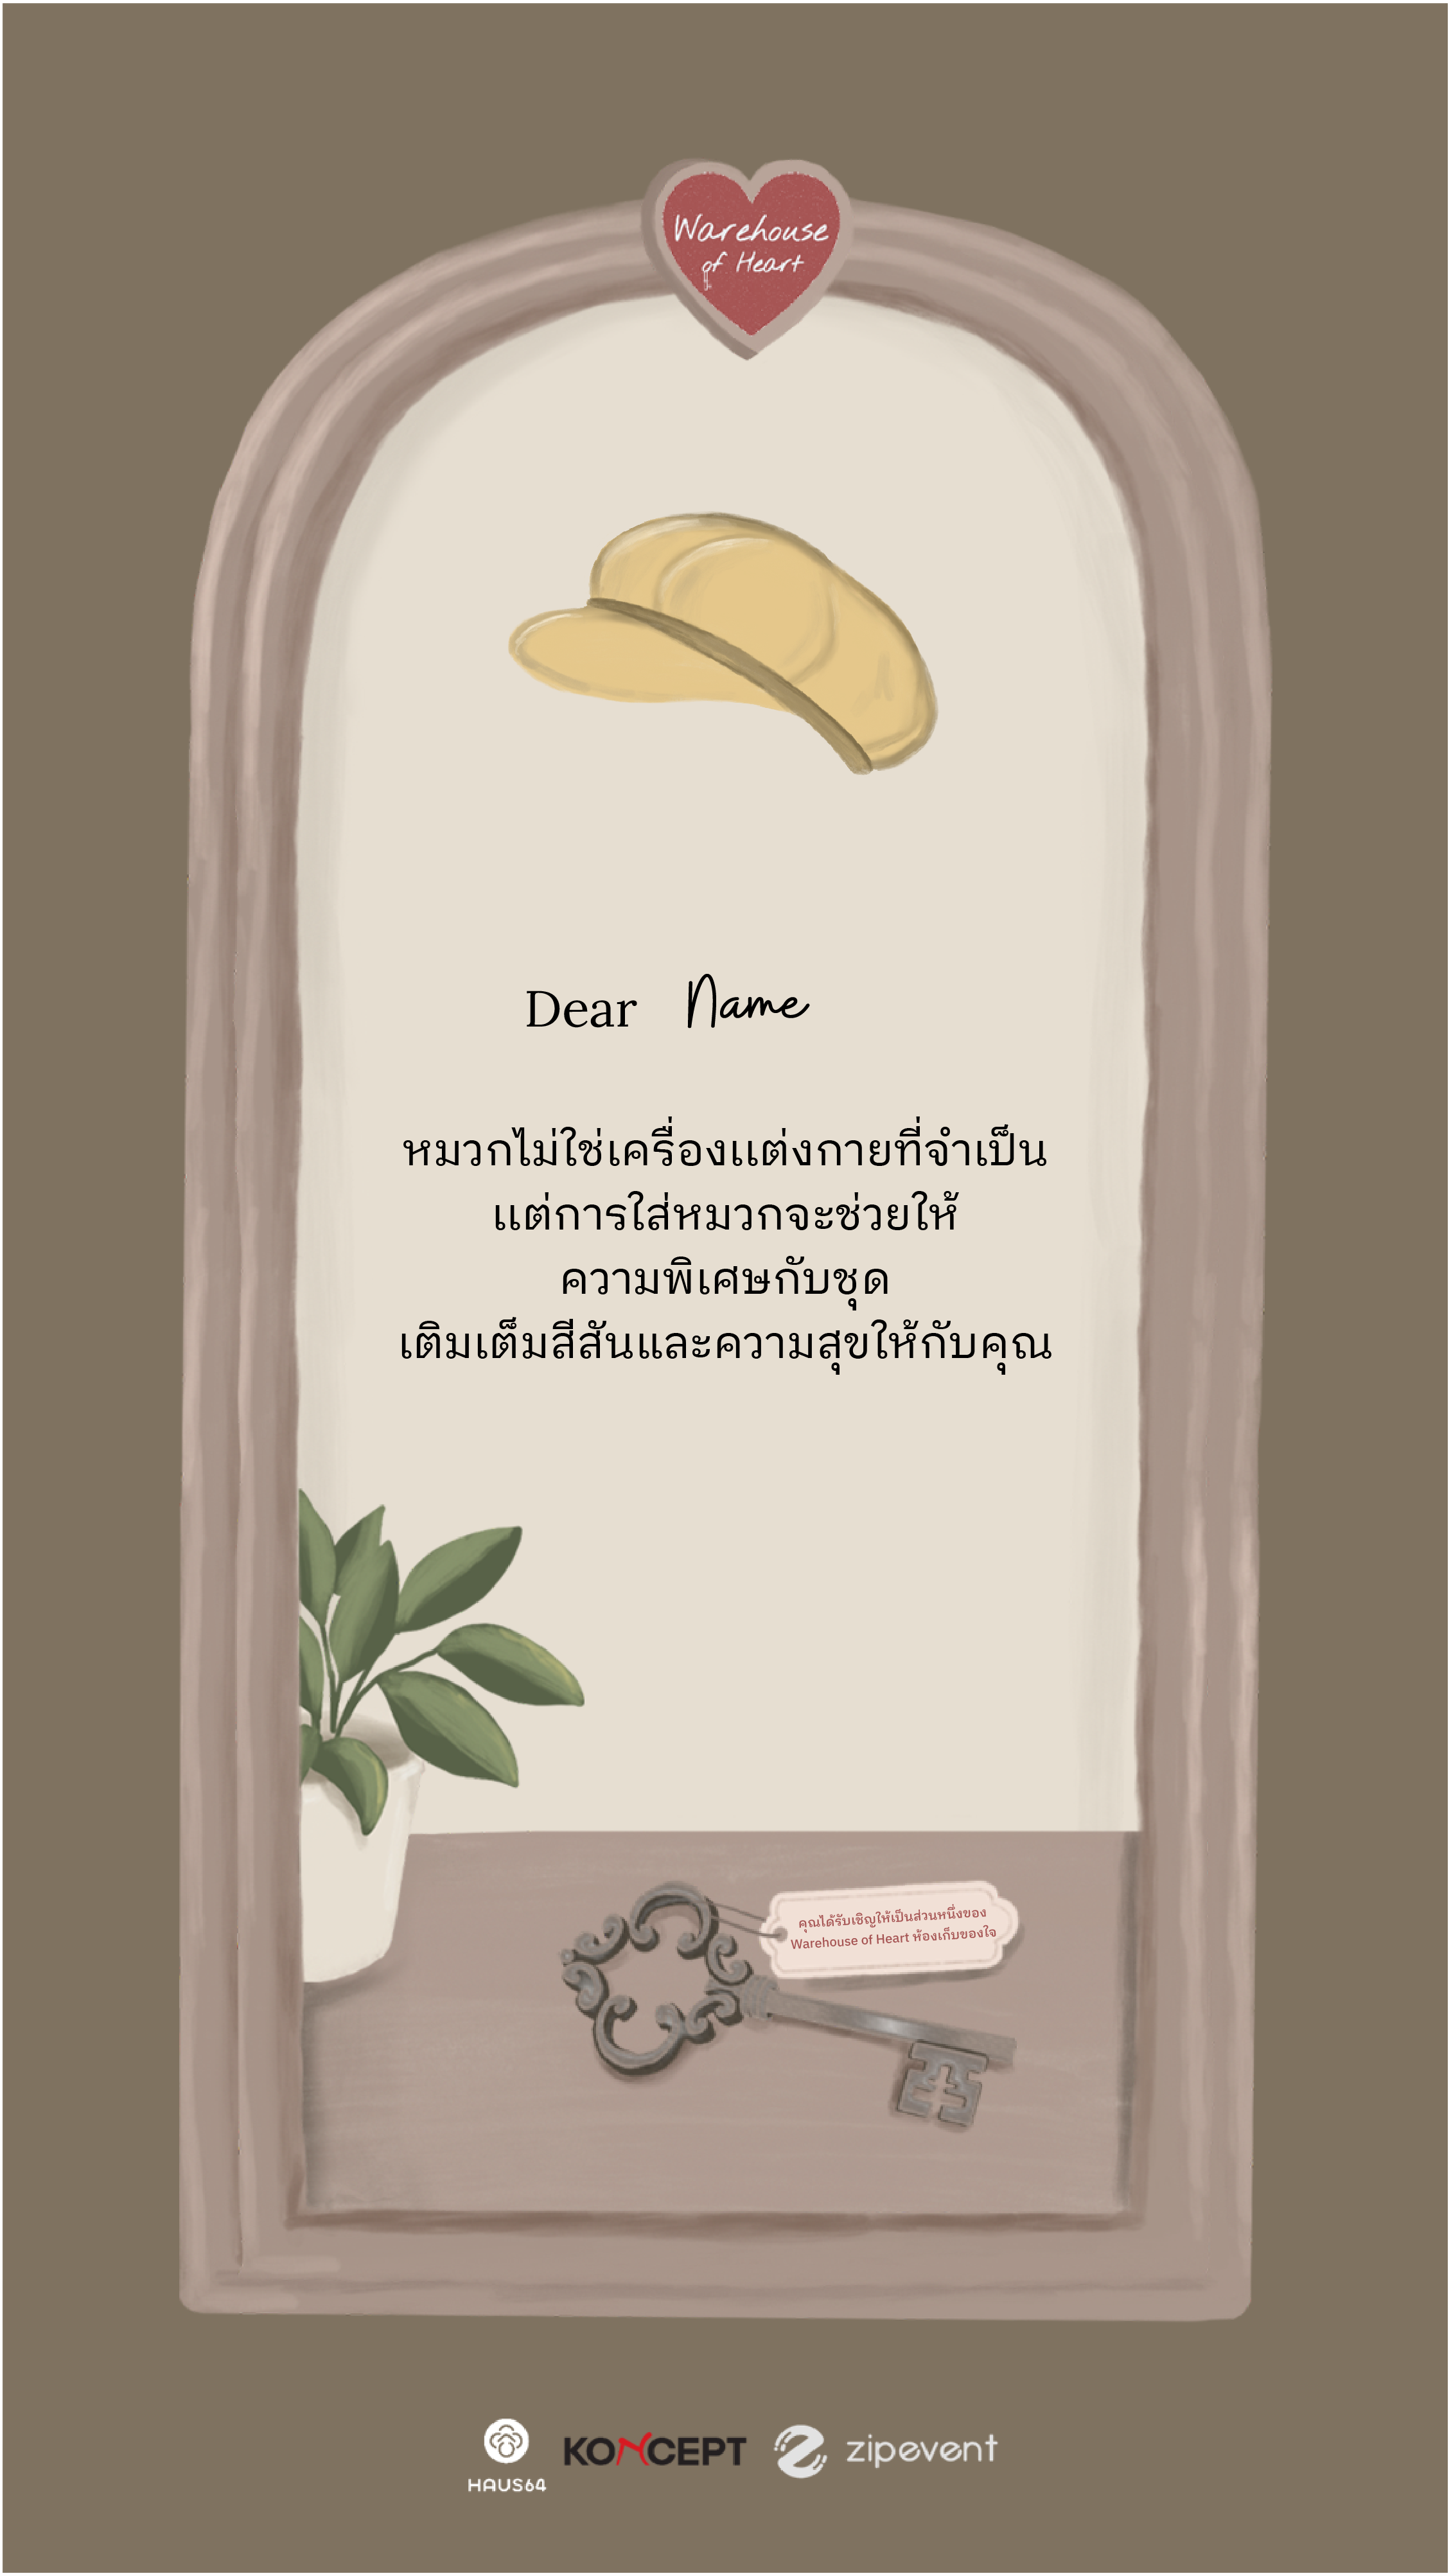 Warehouse
of Heart
Dear Name
หมวกไม่ใช่เครื่องแต่งกายที่จำเป็น
แต่การใส่หมวกจะช่วยให้
ความพิเศษกับชุด
เติมเต็มสีสันและความสุขให้กับคุณ
คุณได้รับเชิญให้เป็นส่วนหนึ่งของ
Warehouse of Heart ห้องเก็บของใจ
HAUS64 KONCEPT zipevent